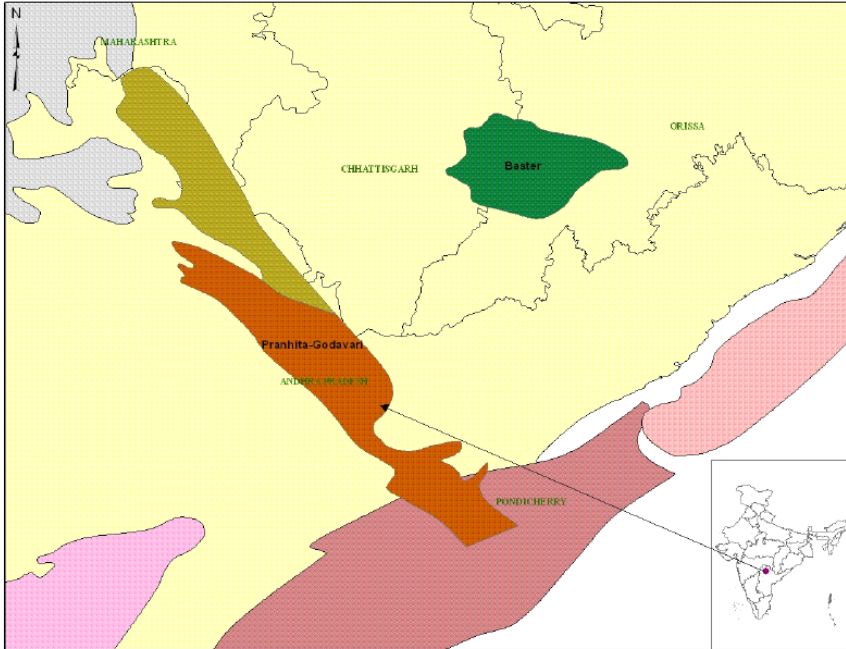 N
MAHARASHTRA
ORISSA
CHHATTISGARH
Baster
Pranhita-Godavari
ANDHRA PRADESH
PONDICHERRY